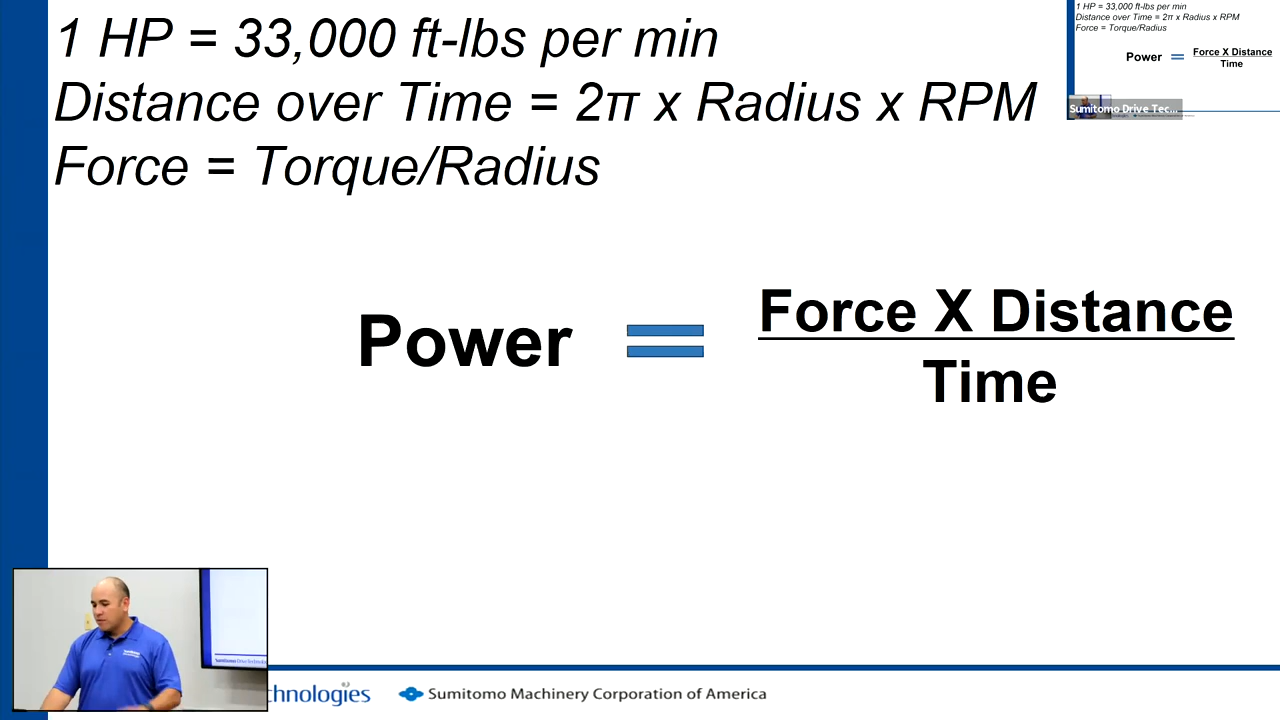 1 HP = 33,000 ft-lbs per min
Distance over Time = 2π x Radius x RPM
Force = Torque/Radius
Power = Force X Distance
Time
1 HP = 33,000 ft-lbs per min
Distance over Time = 2π x Radius x RPM
Force = Torque/Radius
Power = Force X Distance
Time
Sumitomo Drive Tec...
chnologies
Sumitomo Machinery Corporation of America